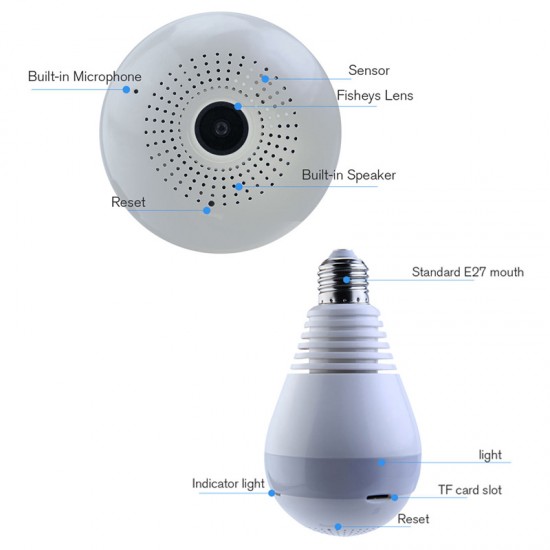 Sensor
Built-in Microphone
Fisheys Lens
Built-in Speaker
Reset
Standard E27 mouth
light
Indicator light
TF card slot
Reset